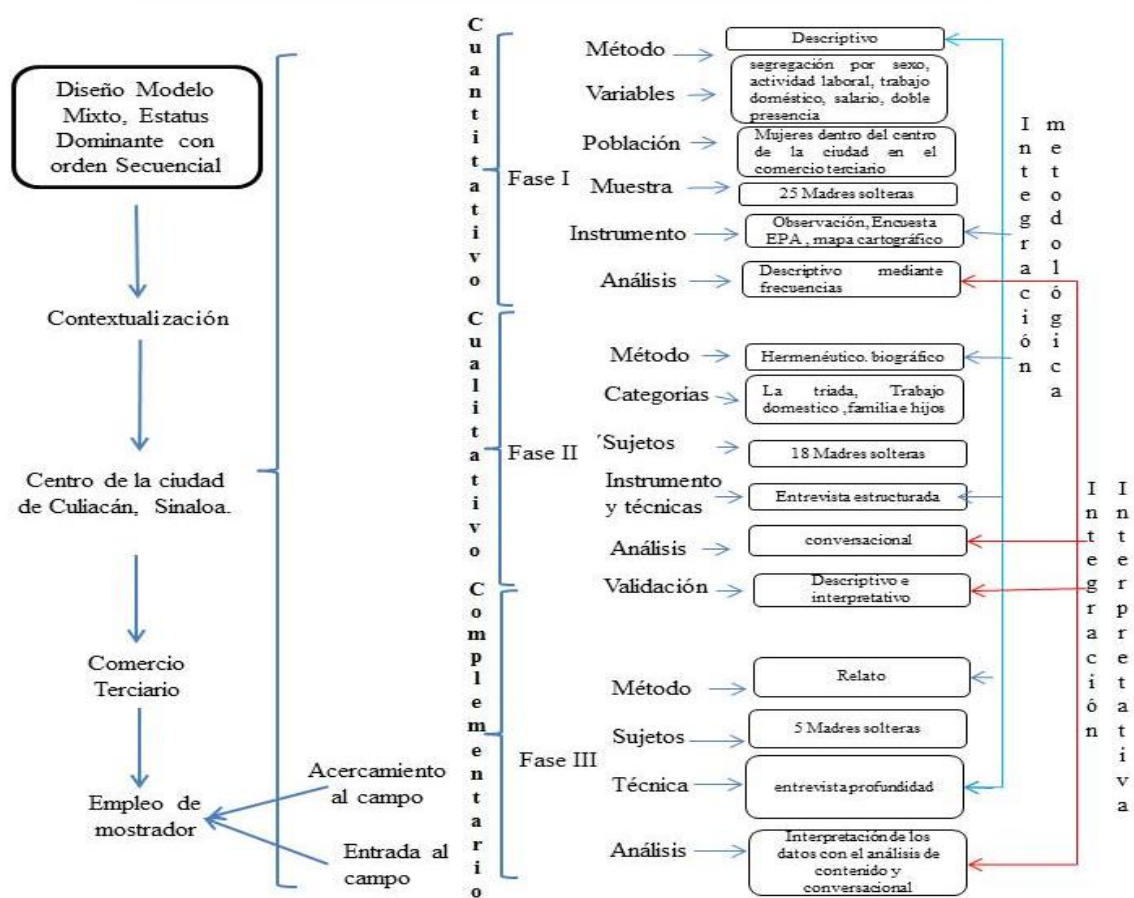 Diseño Modelo
Mixto, Estatus
Dominante con
orden Secuencial
Contextualización
Centro de la ciudad
de Culiacán, Sinaloa.
Comercio
Terciario
Empleo de
mostrador
Acercamiento
al campo
Entrada al
campo
Cuantitativo
Fase I
Método
Descriptivo
Variables
segregación por sexo,
actividad laboral, trabajo
doméstico, salario, doble
presencia
Población
Mujeres dentro del centro
de la ciudad en el
comercio terciario
Muestra
25 Madres solteras
Instrumento
Observación, Encuesta
EPA , mapa cartográfico
Análisis
Descriptivo mediante
frecuencias
Cualitativo
Fase II
Método
Hermenéutico. biográfico
Categorías
La triada, Trabajo
domestico ,familia e hijos
´Sujetos
18 Madres solteras
Instrumento
y técnicas
Entrevista estructurada
Análisis
conversacional
Validación
Descriptivo e
interpretativo
Complementario
Fase III
Método
Relato
Sujetos
5 Madres solteras
Técnica
entrevista profundidad
Análisis
Interpretación de los
datos con el análisis de
contenido y
conversacional
Integración
metodológica
Integración
Interpretativa